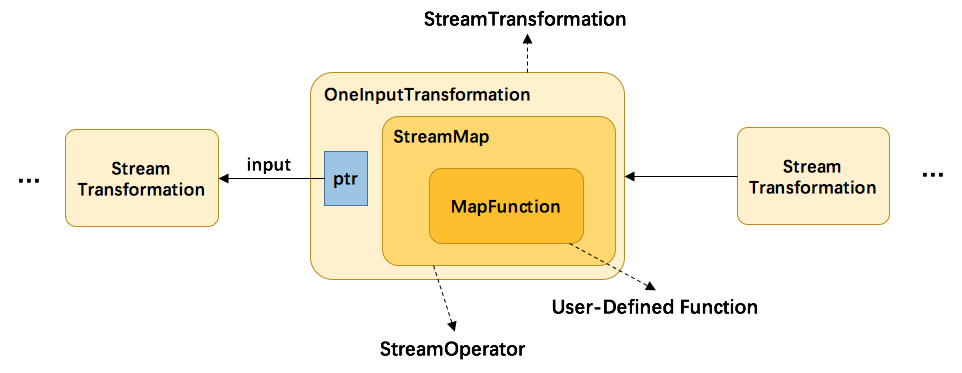 StreamTransformation
OneInputTransformation
StreamMap
...
Stream
Transformation
input
ptr
MapFunction
Stream
Transformation
...
User-Defined Function
StreamOperator